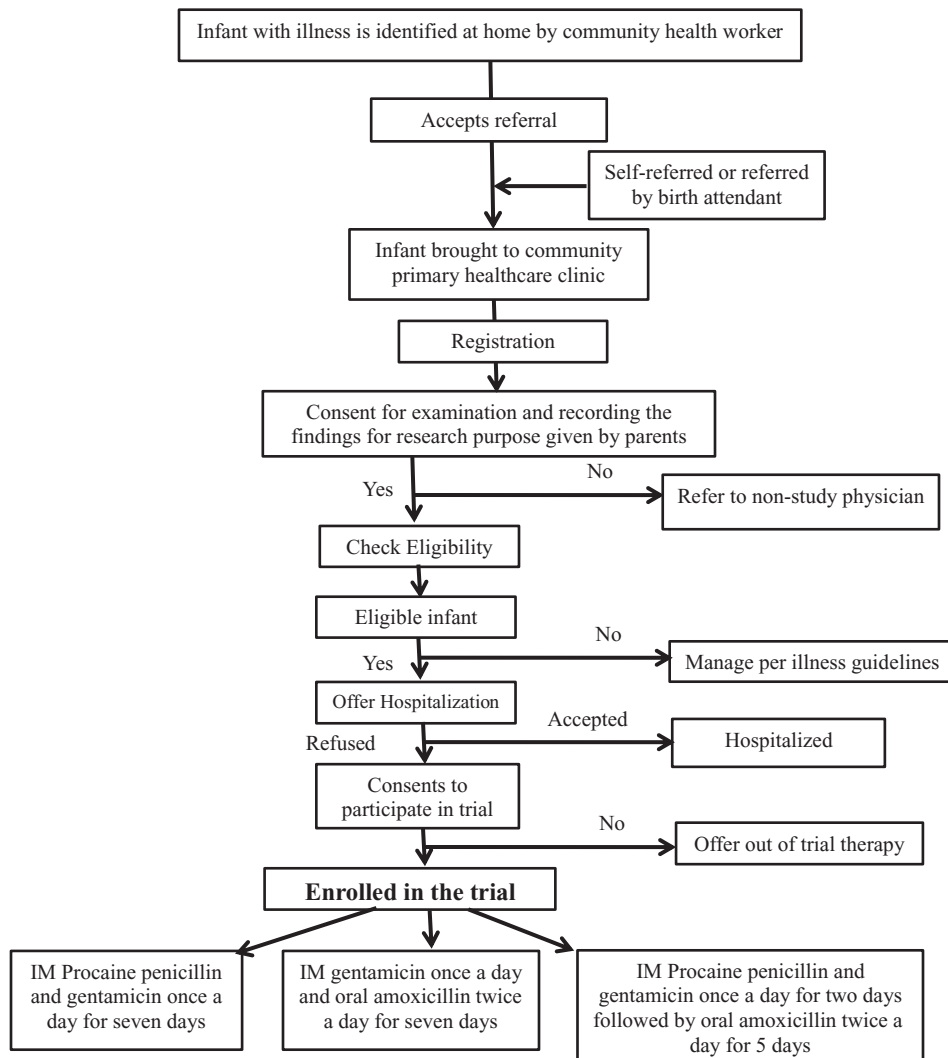 Infant with illness is identified at home by community health worker
Accepts referral
Self-referred or referred
by birth attendant
Infant brought to community
primary healthcare clinic
Registration
Consent for examination and recording the
findings for research purpose given by parents
Yes
No
Refer to non-study physician
Check Eligibility
Eligible infant
No
Yes
Manage per illness guidelines
Offer Hospitalization
Accepted
Refused
Hospitalized
Consents to
participate in trial
No
Offer out of trial therapy
Enrolled in the trial
IM Procaine penicillin
and gentamicin once a
day for seven days
IM gentamicin once a day
and oral amoxicillin twice
a day for seven days
IM Procaine penicillin and
gentamicin once a day for two days
followed by oral amoxicillin twice a
day for 5 days